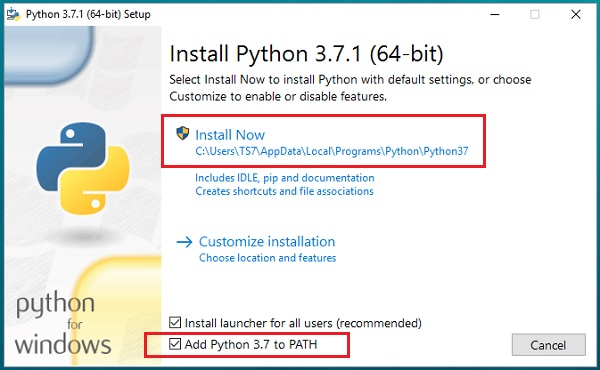 Python 3.7.1 (64-bit) Setup
Install Python 3.7.1 (64-bit)
Select Install Now to install Python with default settings, or choose
Customize to enable or disable features.
Install Now
C:\Users\TS7\AppData\Local\Programs\Python\Python37
Includes IDLE, pip and documentation
Creates shortcuts and file associations
Customize installation
Choose location and features
python
for
windows
Install launcher for all users (recommended)
Add Python 3.7 to PATH
Cancel